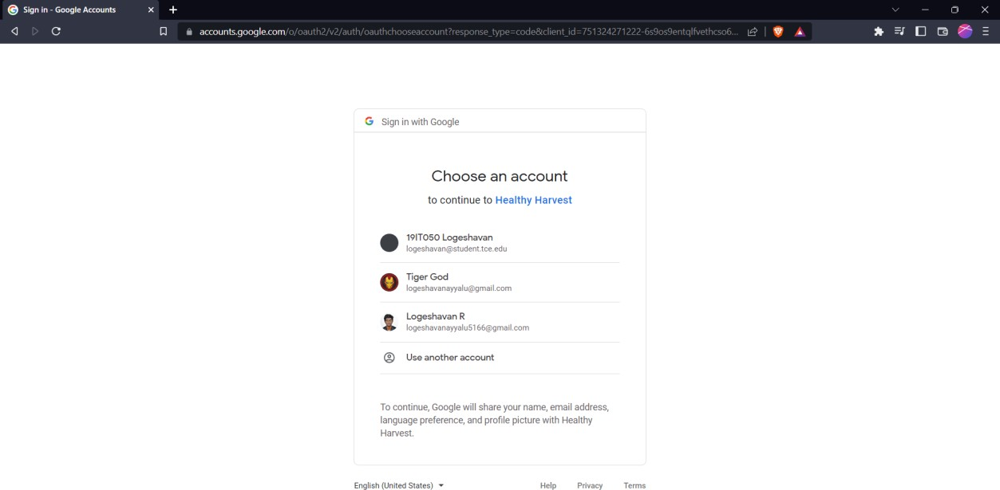 Sign in - Google Accounts
accounts.google.com/o/oauth2/v2/auth/oauthchooseaccount?response_type=code&client_id=751324271222-6s9os9entqlfvethcso6...
Sign in with Google
Choose an account
to continue to Healthy Harvest
19IT050 Logeshavan
logeshavan@student.tce.edu
Tiger God
logeshavanayyalu@gmail.com
Logeshavan R
logeshavanayyalu5166@gmail.com
Use another account
To continue, Google will share your name, email address,
language preference, and profile picture with Healthy
Harvest.
English (United States) Help Privacy Terms